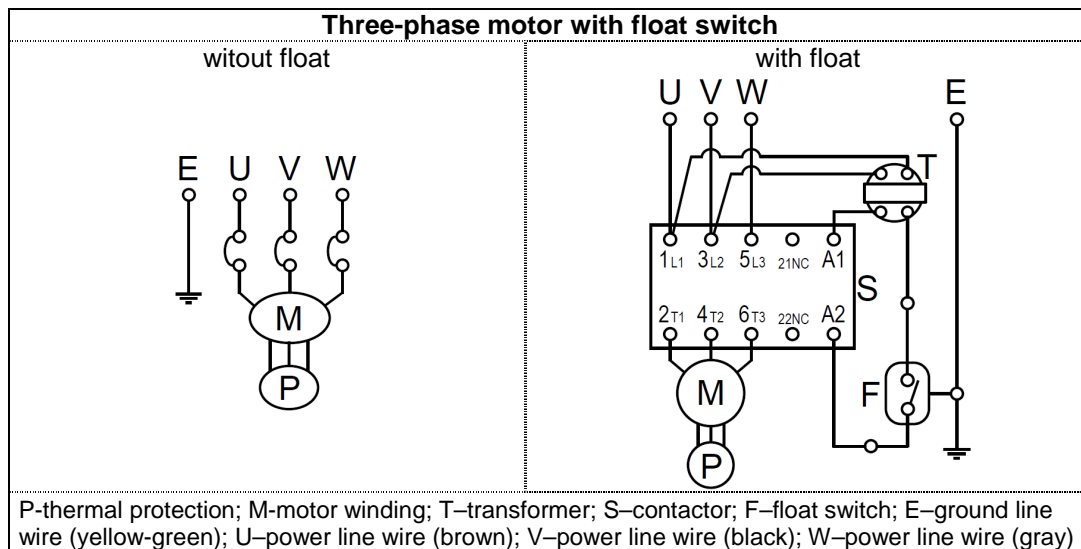 Three-phase motor with float switch
witout float
E U V W
M
P
with float
U V W E
T
1L1 3L2 5L3 21NC A1
S
2T1 4T2 6T3 22NC A2
M
F
P
P-thermal protection; M-motor winding; T–transformer; S–contactor; F–float switch; E–ground line
wire (yellow-green); U–power line wire (brown); V–power line wire (black); W–power line wire (gray)